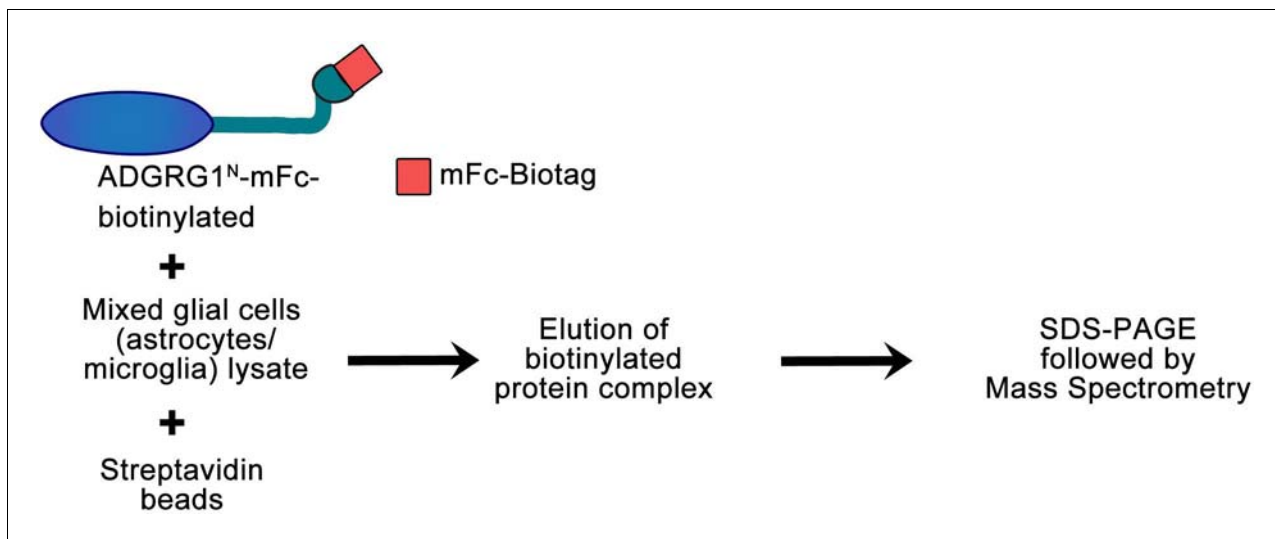 ADGRG1ᴺ-mFc-
biotinylated
mFc-Biotag
+
Mixed glial cells
(astrocytes/
microglia) lysate
+
Streptavidin
beads
Elution of
biotinylated
protein complex
SDS-PAGE
followed by
Mass Spectrometry